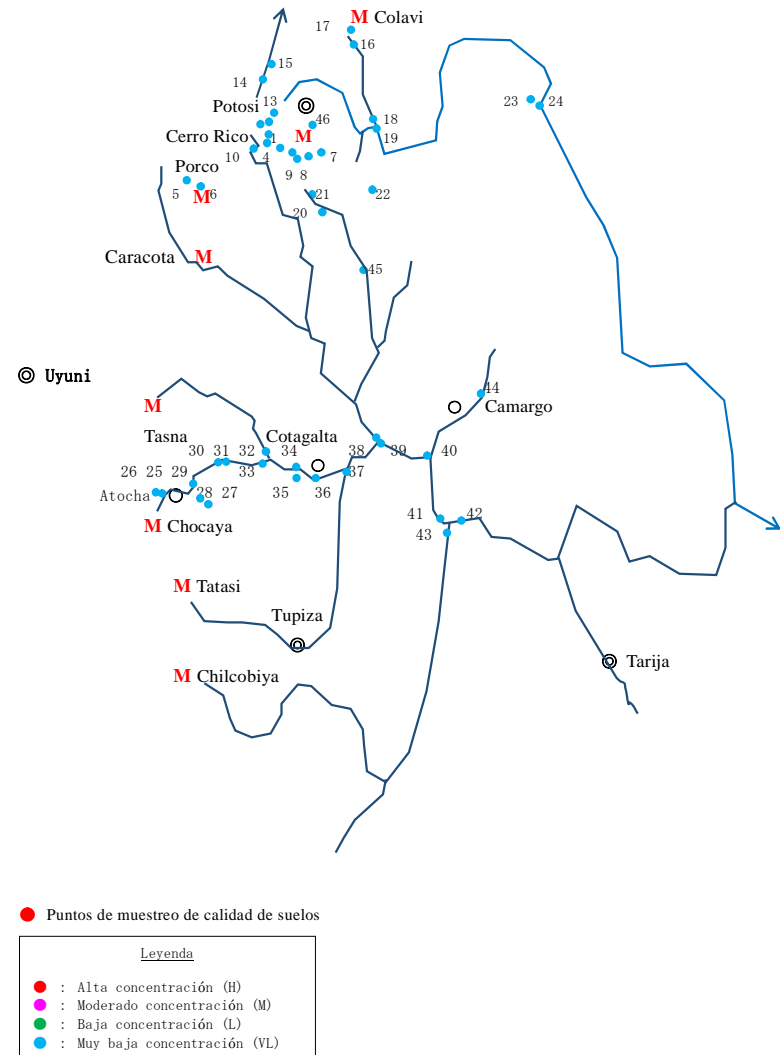 17 M Colavi
16
15
14
13
Potosi
46
18
19
23 24
Cerro Rico 1 M
10 4 7
9 8
Porco
5 6
M
21 22
20
Caracota M
45
Uyuni
M
44
Camargo
Tasna Cotagalta 38 39 40
30 31 32 34
33 37
26 25 29 35 36
Atocha 28 27
M Chocaya
41 42
43
M Tatasi
Tupiza
Tarija
M Chilcobiya
Puntos de muestreo de calidad de suelos
Leyenda
: Alta concentración (H)
: Moderado concentración (M)
: Baja concentración (L)
: Muy baja concentración (VL)